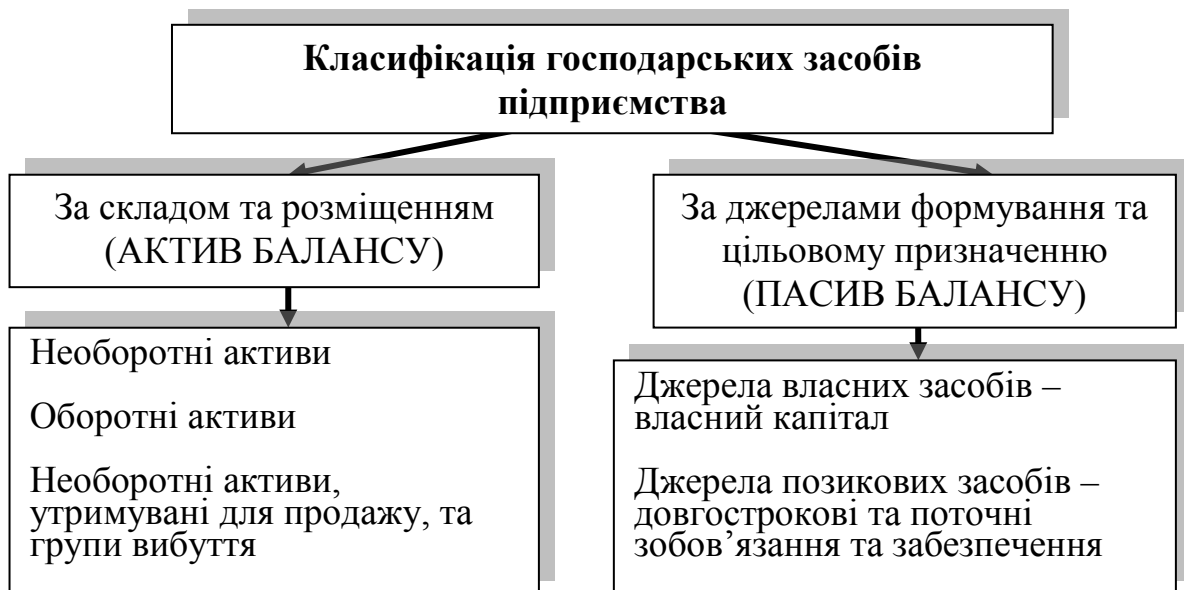 Класифікація господарських засобів
підприємства
За складом та розміщенням
(АКТИВ БАЛАНСУ)
За джерелами формування та
цільовому призначенню
(ПАСИВ БАЛАНСУ)
Необоротні активи
Оборотні активи
Необоротні активи,
утримувані для продажу, та
групи вибуття
Джерела власних засобів –
власний капітал
Джерела позикових засобів –
довгострокові та поточні
зобов’язання та забезпечення